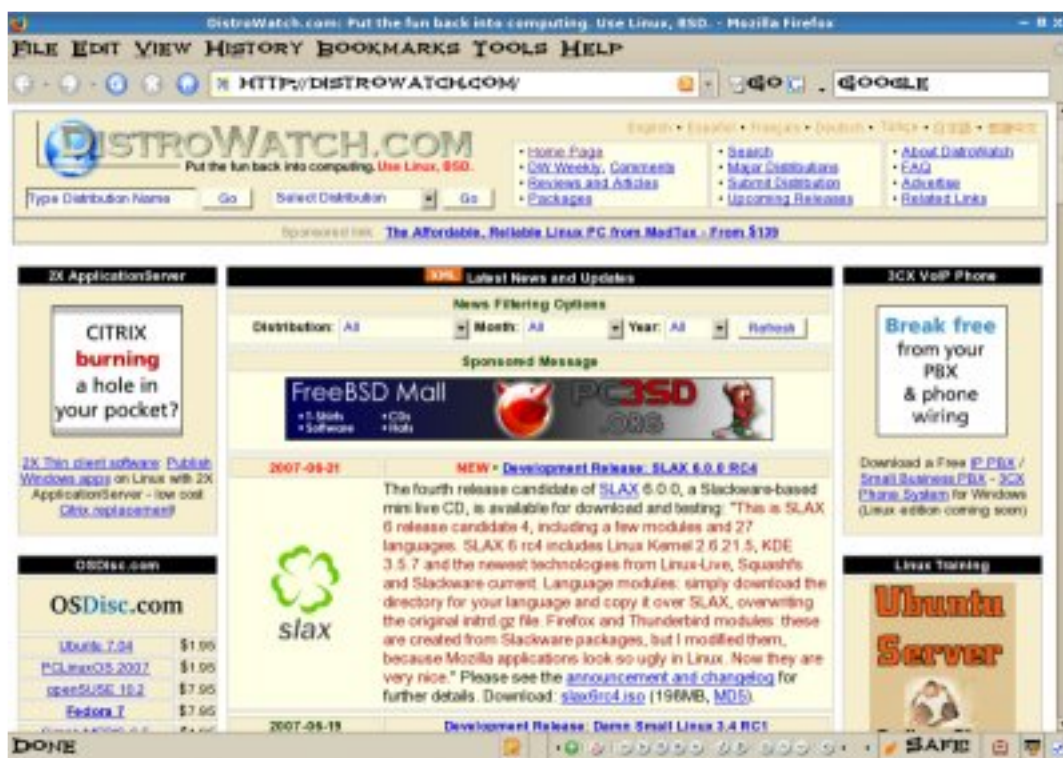 DistroWatch.com: Put the fun back into computing. Use Linux, BSD. - Mozilla Firefox
File Edit View History Bookmarks Tools Help
http://distrowatch.com/
Go
Google
English • Español • Français • Deutsch • Türkçe •
DistroWatch.com
Put the fun back into computing. Use Linux, BSD.
• Home Page
• DW Weekly, Comments
• Reviews and Articles
• Packages
• Search
• Major Distributions
• Submit Distribution
• Upcoming Releases
• About DistroWatch
• FAQ
• Advertise
• Related Links
Type Distribution Name Go Select Distribution Go
Sponsored link: The Affordable, Reliable Linux PC from MadTux - From $139
2X ApplicationServer
CITRIX
burning
a hole in
your pocket?
2X Thin client software: Publish
Windows apps on Linux with 2X
ApplicationServer - low cost
Citrix replacement!
OSDisc.com
OSDisc.com
Ubuntu 7.04 $1.95
PCLinuxOS 2007 $1.95
openSUSE 10.2 $7.95
Fedora 7 $7.95
XML Latest News and Updates
News Filtering Options
Distribution: All Month: All Year: All Refresh
Sponsored Message
FreeBSD Mall
• T-Shirts • CDs
• Software • Hats
2007-06-21 NEW • Development Release: SLAX 6.0.0 RC4
slax
The fourth release candidate of SLAX 6.0.0, a Slackware-based
mini live CD, is available for download and testing: "This is SLAX
6 release candidate 4, including a few modules and 27
languages. SLAX 6 rc4 includes Linux Kernel 2.6.21.5, KDE
3.5.7 and the newest technologies from Linux-Live, Squashfs
and Slackware current. Language modules: simply download the
directory for your language and copy it over SLAX, overwriting
the original initrd.gz file. Firefox and Thunderbird modules: these
are created from Slackware packages, but I modified them,
because Mozilla applications look so ugly in Linux. Now they are
very nice." Please see the announcement and changelog for
further details. Download: slax6rc4.iso (196MB, MD5).
2007-06-19 Development Release: Damn Small Linux 3.4 RC1
3CX VoIP Phone
Break free
from your
PBX
& phone
wiring
Download a Free IP PBX /
Small Business PBX - 3CX
Phone System for Windows
(Linux edition coming soon)
Linux Training
Ubuntu
Server
Done
Safe